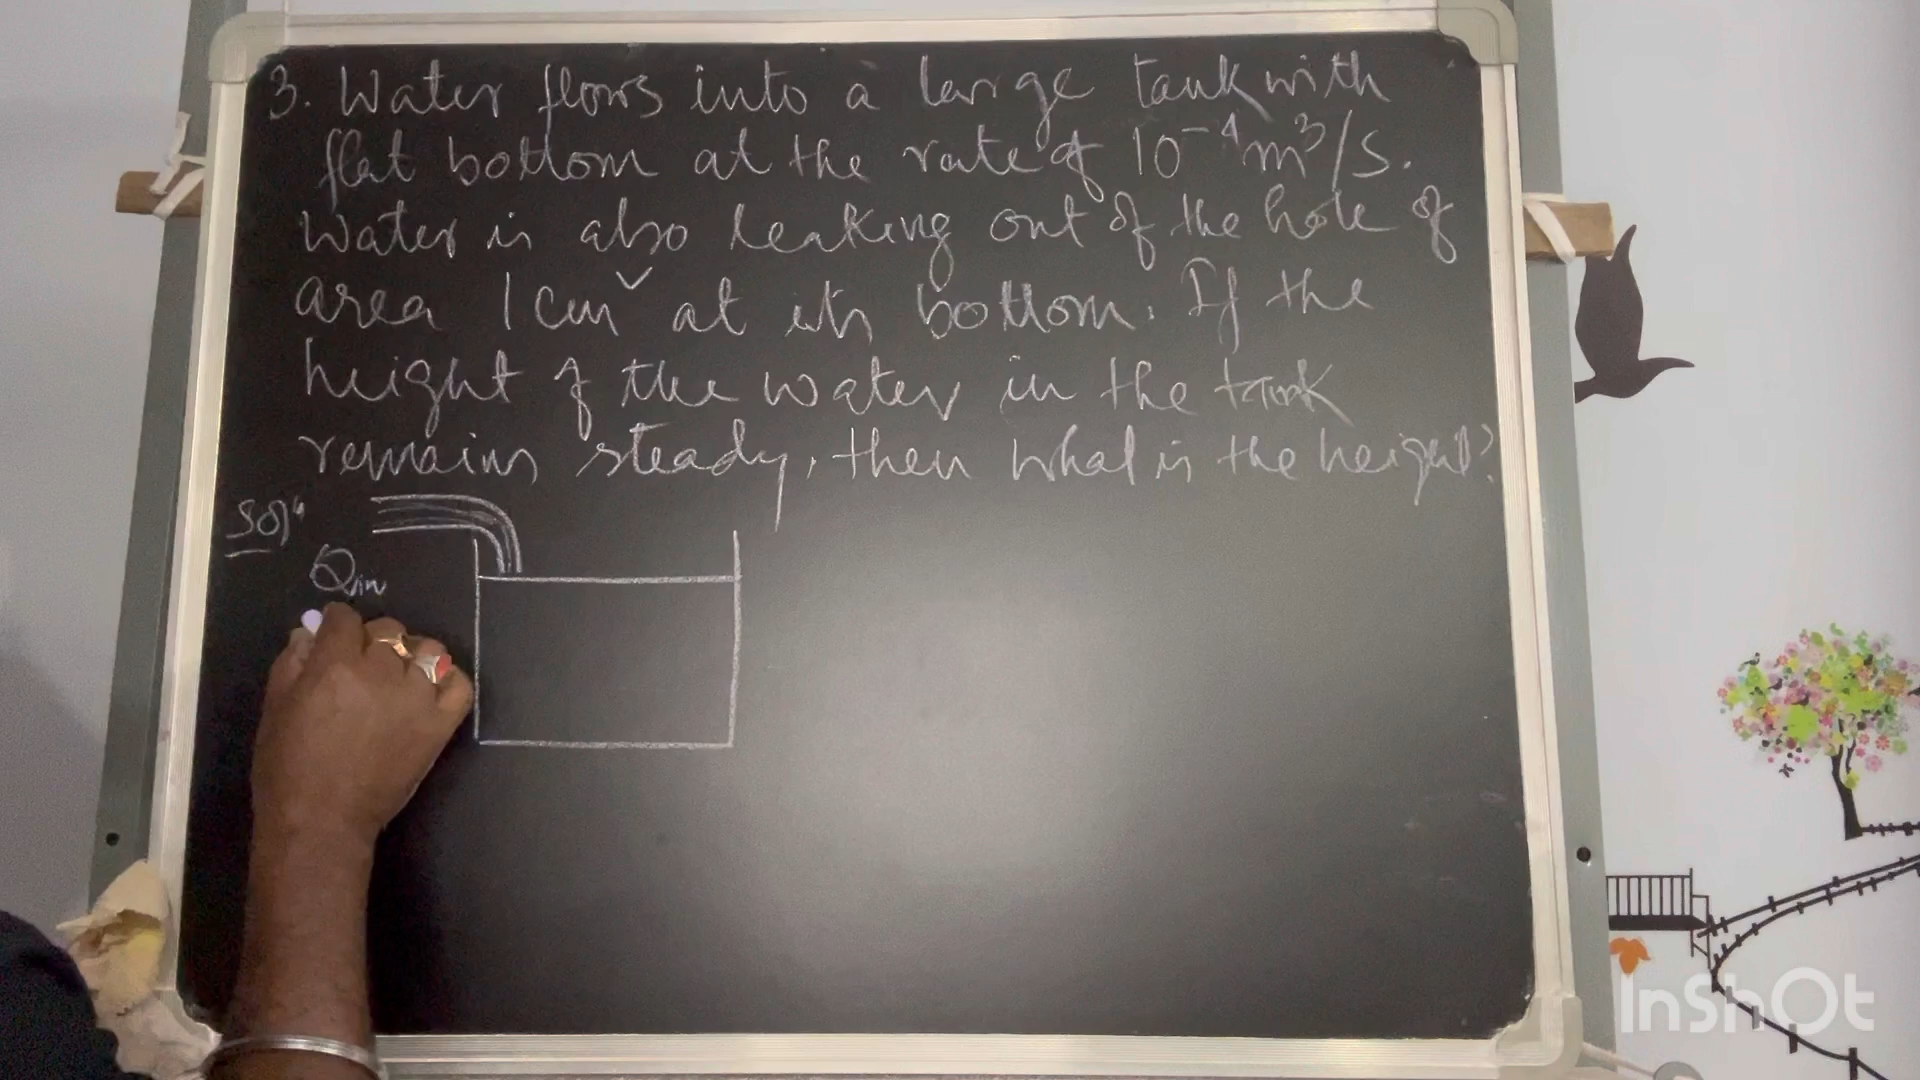 3. Water flows into a large tank with
flat bottom at the rate of 10⁻⁴ m³/s.
Water is also leaking out of the hole of
area 1 cm² at its bottom. If the
height of the water in the tank
remains steady, then what is the height?
Solⁿ
Qin
InShOt